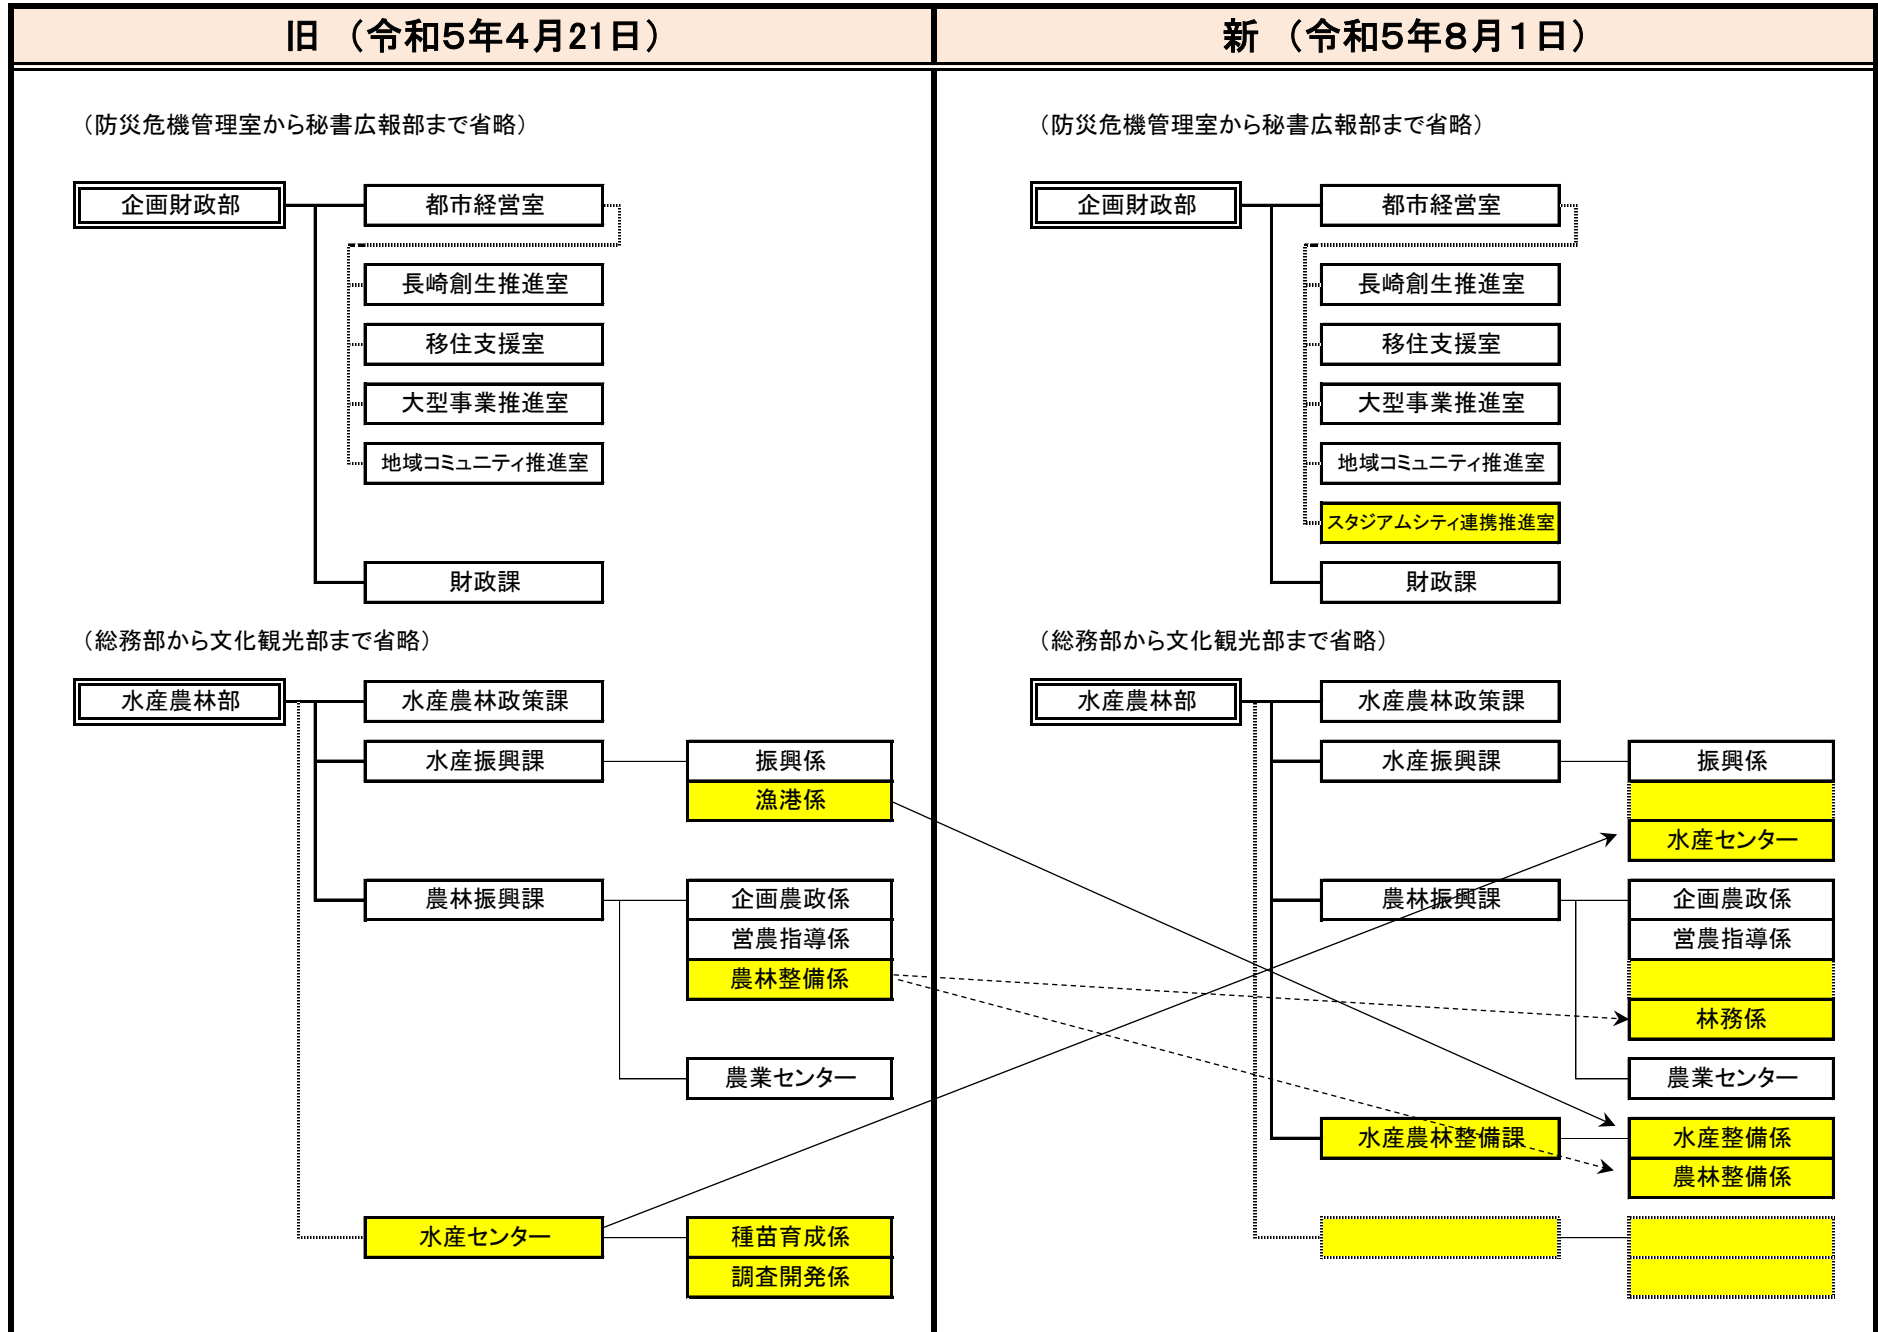 旧 （令和5年4月21日）
新 （令和5年8月1日）
（防災危機管理室から秘書広報部まで省略）
企画財政部
都市経営室
長崎創生推進室
移住支援室
大型事業推進室
地域コミュニティ推進室
財政課
（総務部から文化観光部まで省略）
水産農林部
水産農林政策課
水産振興課
振興係
漁港係
農林振興課
企画農政係
営農指導係
農林整備係
農業センター
水産センター
種苗育成係
調査開発係
（防災危機管理室から秘書広報部まで省略）
企画財政部
都市経営室
長崎創生推進室
移住支援室
大型事業推進室
地域コミュニティ推進室
スタジアムシティ連携推進室
財政課
（総務部から文化観光部まで省略）
水産農林部
水産農林政策課
水産振興課
振興係
水産センター
農林振興課
企画農政係
営農指導係
林務係
農業センター
水産農林整備課
水産整備係
農林整備係